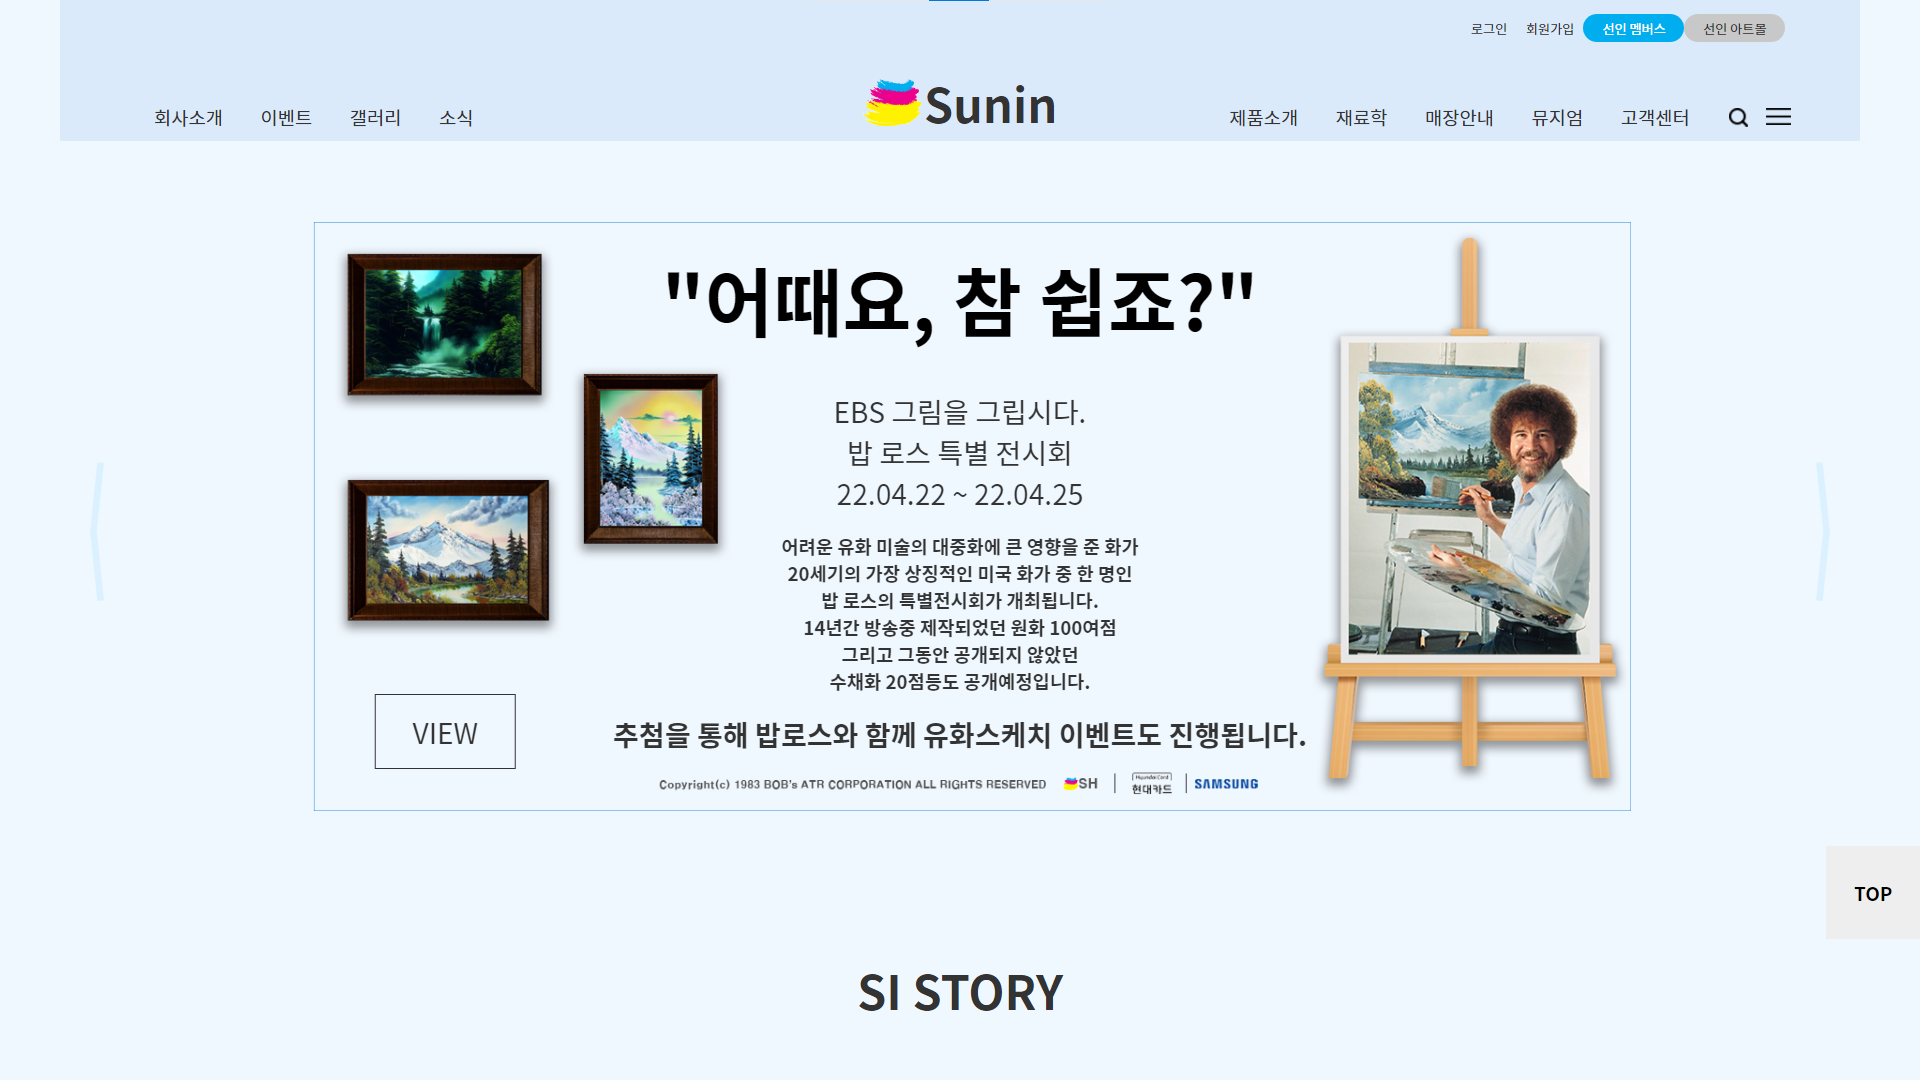 로그인 회원가입 선인 멤버스 선인 아트몰
회사소개 이벤트 갤러리 소식
Sunin
제품소개 재료학 매장안내 뮤지엄 고객센터
"어때요, 참 쉽죠?"
EBS 그림을 그립시다.
밥 로스 특별 전시회
22.04.22 ~ 22.04.25
어려운 유화 미술의 대중화에 큰 영향을 준 화가
20세기의 가장 상징적인 미국 화가 중 한 명인
밥 로스의 특별전시회가 개최됩니다.
14년간 방송중 제작되었던 원화 100여점
그리고 그동안 공개되지 않았던
수채화 20점등도 공개예정입니다.
VIEW
추첨을 통해 밥로스와 함께 유화스케치 이벤트도 진행됩니다.
Copyright(c) 1983 BOB's ATR CORPORATION ALL RIGHTS RESERVED SH HyundaiCard 현대카드 SAMSUNG
TOP
SI STORY